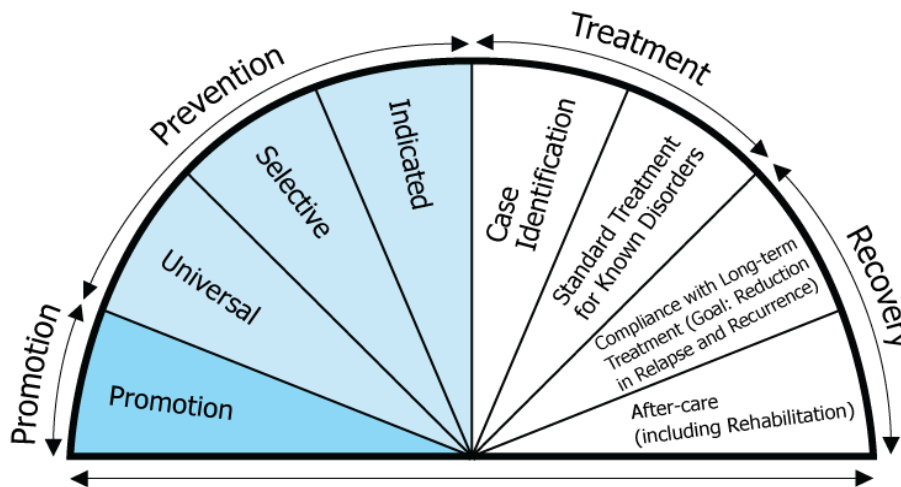 Promotion
Prevention
Treatment
Recovery
Promotion
Universal
Selective
Indicated
Case
Identification
Standard Treatment
for Known Disorders
Compliance with Long-term
Treatment (Goal: Reduction
in Relapse and Recurrence)
After-care
(including Rehabilitation)